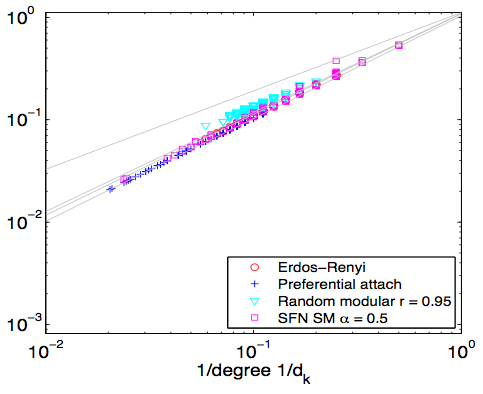 10^0
10^-1
10^-2
10^-3
Erdos-Renyi
Preferential attach
Random modular r = 0.95
SFN SM α = 0.5
10^-2 10^-1 10^0
1/degree 1/d_k